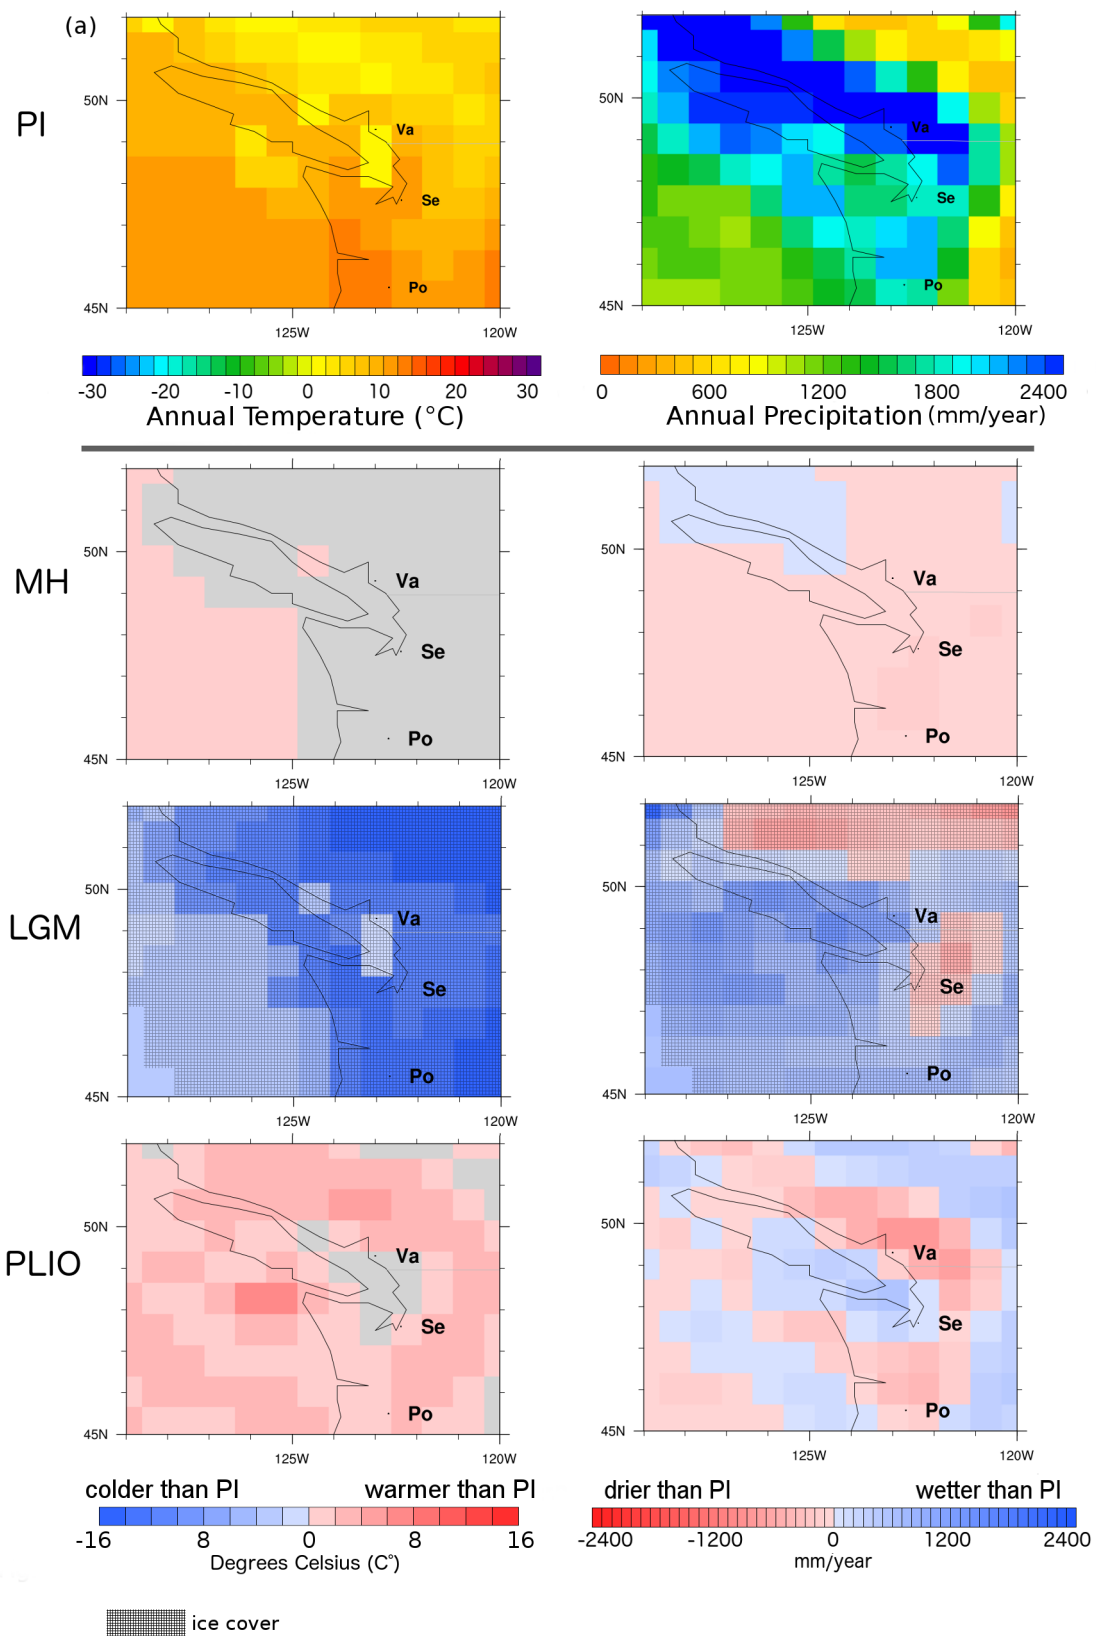 (a)
PI
50N
45N
125W
120W
Va
Se
Po
50N
45N
125W
120W
Va
Se
Po
-30 -20 -10 0 10 20 30
Annual Temperature (°C)
0 600 1200 1800 2400
Annual Precipitation (mm/year)
MH
50N
45N
125W
120W
Va
Se
Po
50N
45N
125W
120W
Va
Se
Po
LGM
50N
45N
125W
120W
Va
Se
Po
50N
45N
125W
120W
Va
Se
Po
PLIO
50N
45N
125W
120W
Va
Se
Po
50N
45N
125W
120W
Va
Se
Po
colder than PI warmer than PI
-16 8 0 8 16
Degrees Celsius (C°)
drier than PI wetter than PI
-2400 -1200 0 1200 2400
mm/year
ice cover